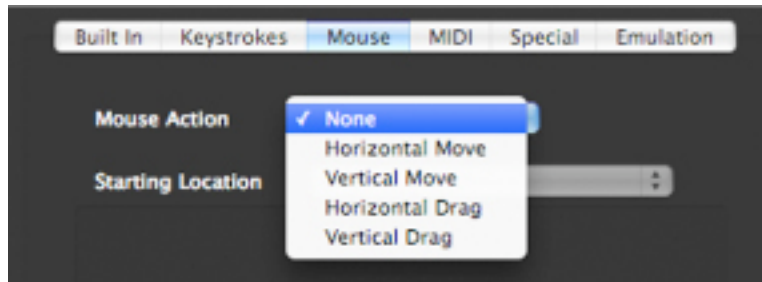 Built In Keystrokes Mouse MIDI Special Emulation
Mouse Action ✓ None
Horizontal Move
Starting Location Vertical Move
Horizontal Drag
Vertical Drag